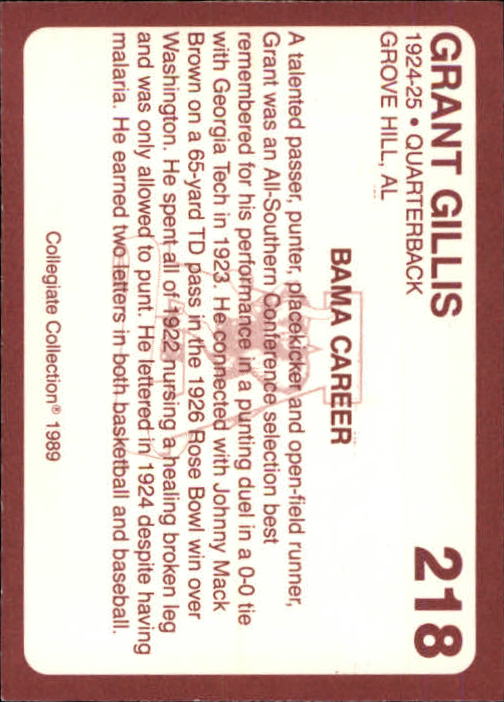 GRANT GILLIS 218
1924-25 • QUARTERBACK
GROVE HILL, AL
BAMA CAREER
A talented passer, punter, placekicker, and open-field runner,
Grant was an All-Southern Conference selection best
remembered for his performance in a punting duel in a 0-0 tie
with Georgia Tech in 1923. He connected with Johnny Mack
Brown on a 65-yard TD pass in the 1926 Rose Bowl win over
Washington. He spent all of 1922 nursing a healing broken leg
and was only allowed to punt. He lettered in 1924 despite having
malaria. He earned two letters in both basketball and baseball.
Collegiate Collection® 1989